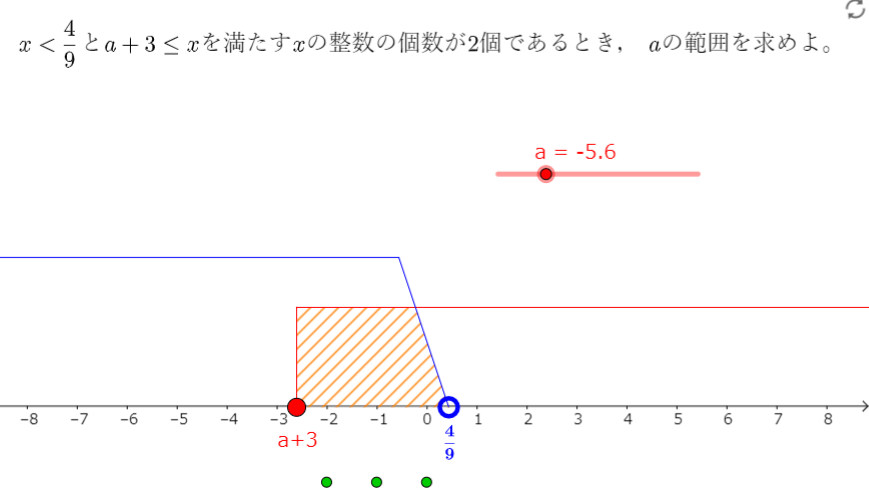 x < 4/9 と a + 3 ≤ x を満たす x の整数の個数が2個であるとき， a の範囲を求めよ。
a = -5.6
-8 -7 -6 -5 -4 -3 -2 -1 0 1 2 3 4 5 6 7 8
a+3
4/9